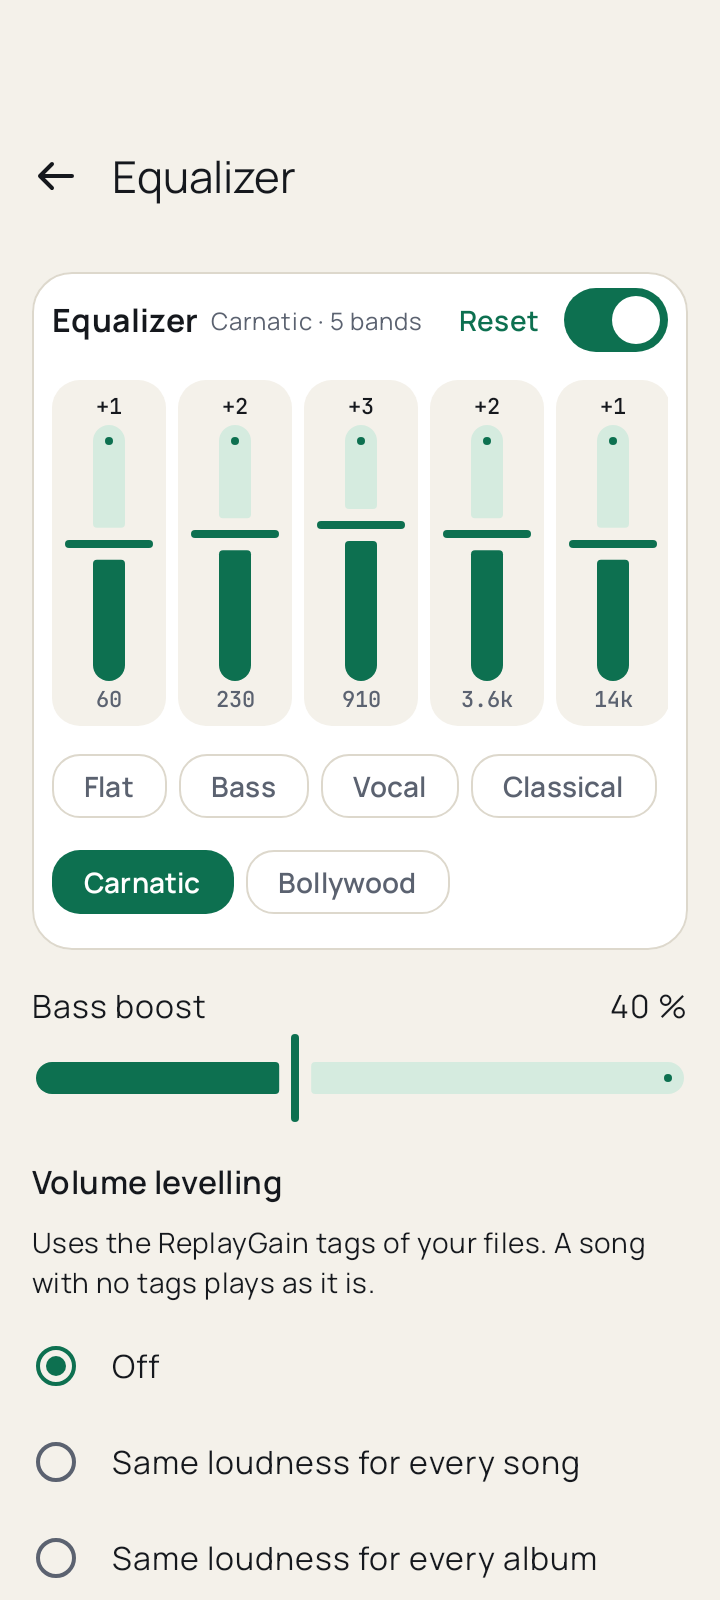 Equalizer
Equalizer Carnatic · 5 bands Reset
+1 +2 +3 +2 +1
60 230 910 3.6k 14k
Flat Bass Vocal Classical
Carnatic Bollywood
Bass boost 40 %
Volume levelling
Uses the ReplayGain tags of your files. A song
with no tags plays as it is.
Off
Same loudness for every song
Same loudness for every album